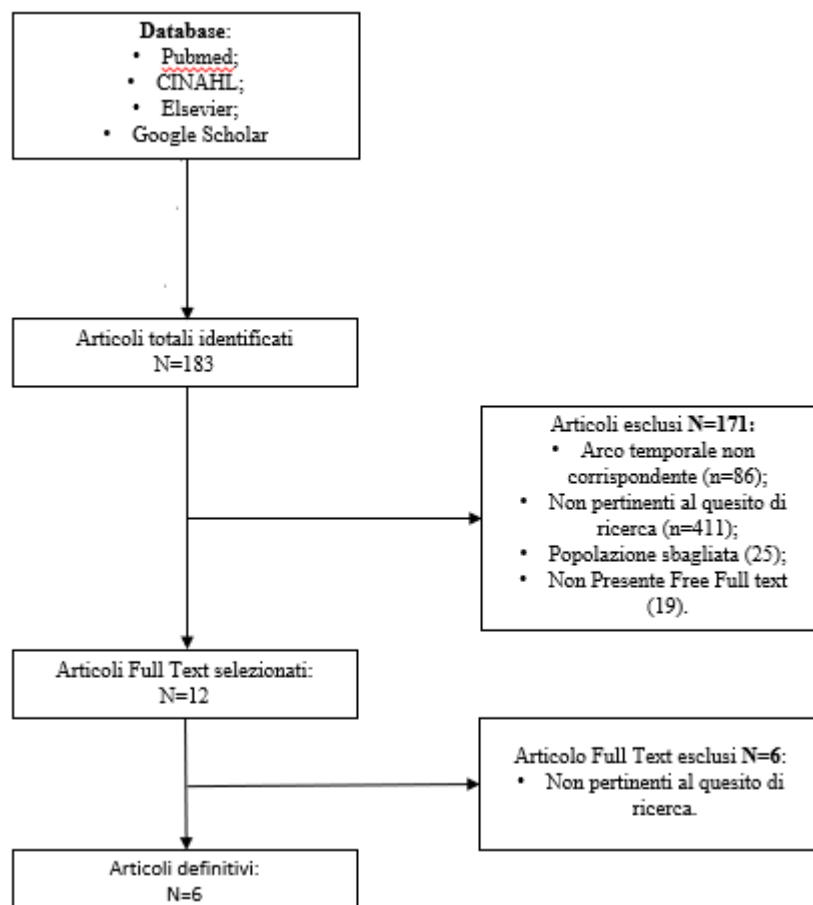 Database:
• Pubmed;
• CINAHL;
• Elsevier;
• Google Scholar
Articoli totali identificati
N=183
Articoli esclusi N=171:
• Arco temporale non
corrispondente (n=86);
• Non pertinenti al quesito di
ricerca (n=411);
• Popolazione sbagliata (25);
• Non Presente Free Full text
(19).
Articoli Full Text selezionati:
N=12
Articolo Full Text esclusi N=6:
• Non pertinenti al quesito di
ricerca.
Articoli definitivi:
N=6